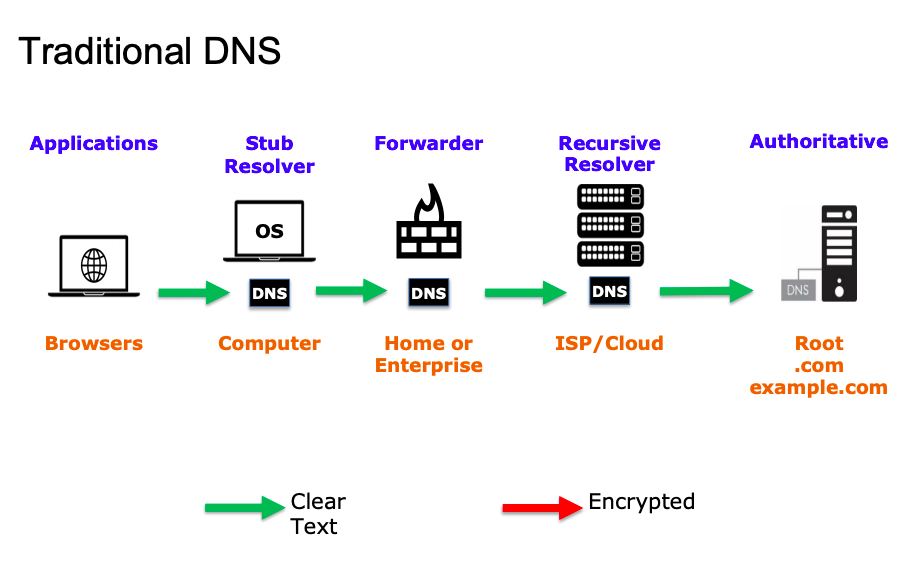 Traditional DNS
Applications
Stub
Resolver
Forwarder
Recursive
Resolver
Authoritative
OS
DNS
DNS
DNS
DNS
Browsers
Computer
Home or
Enterprise
ISP/Cloud
Root
.com
example.com
Clear
Text
Encrypted